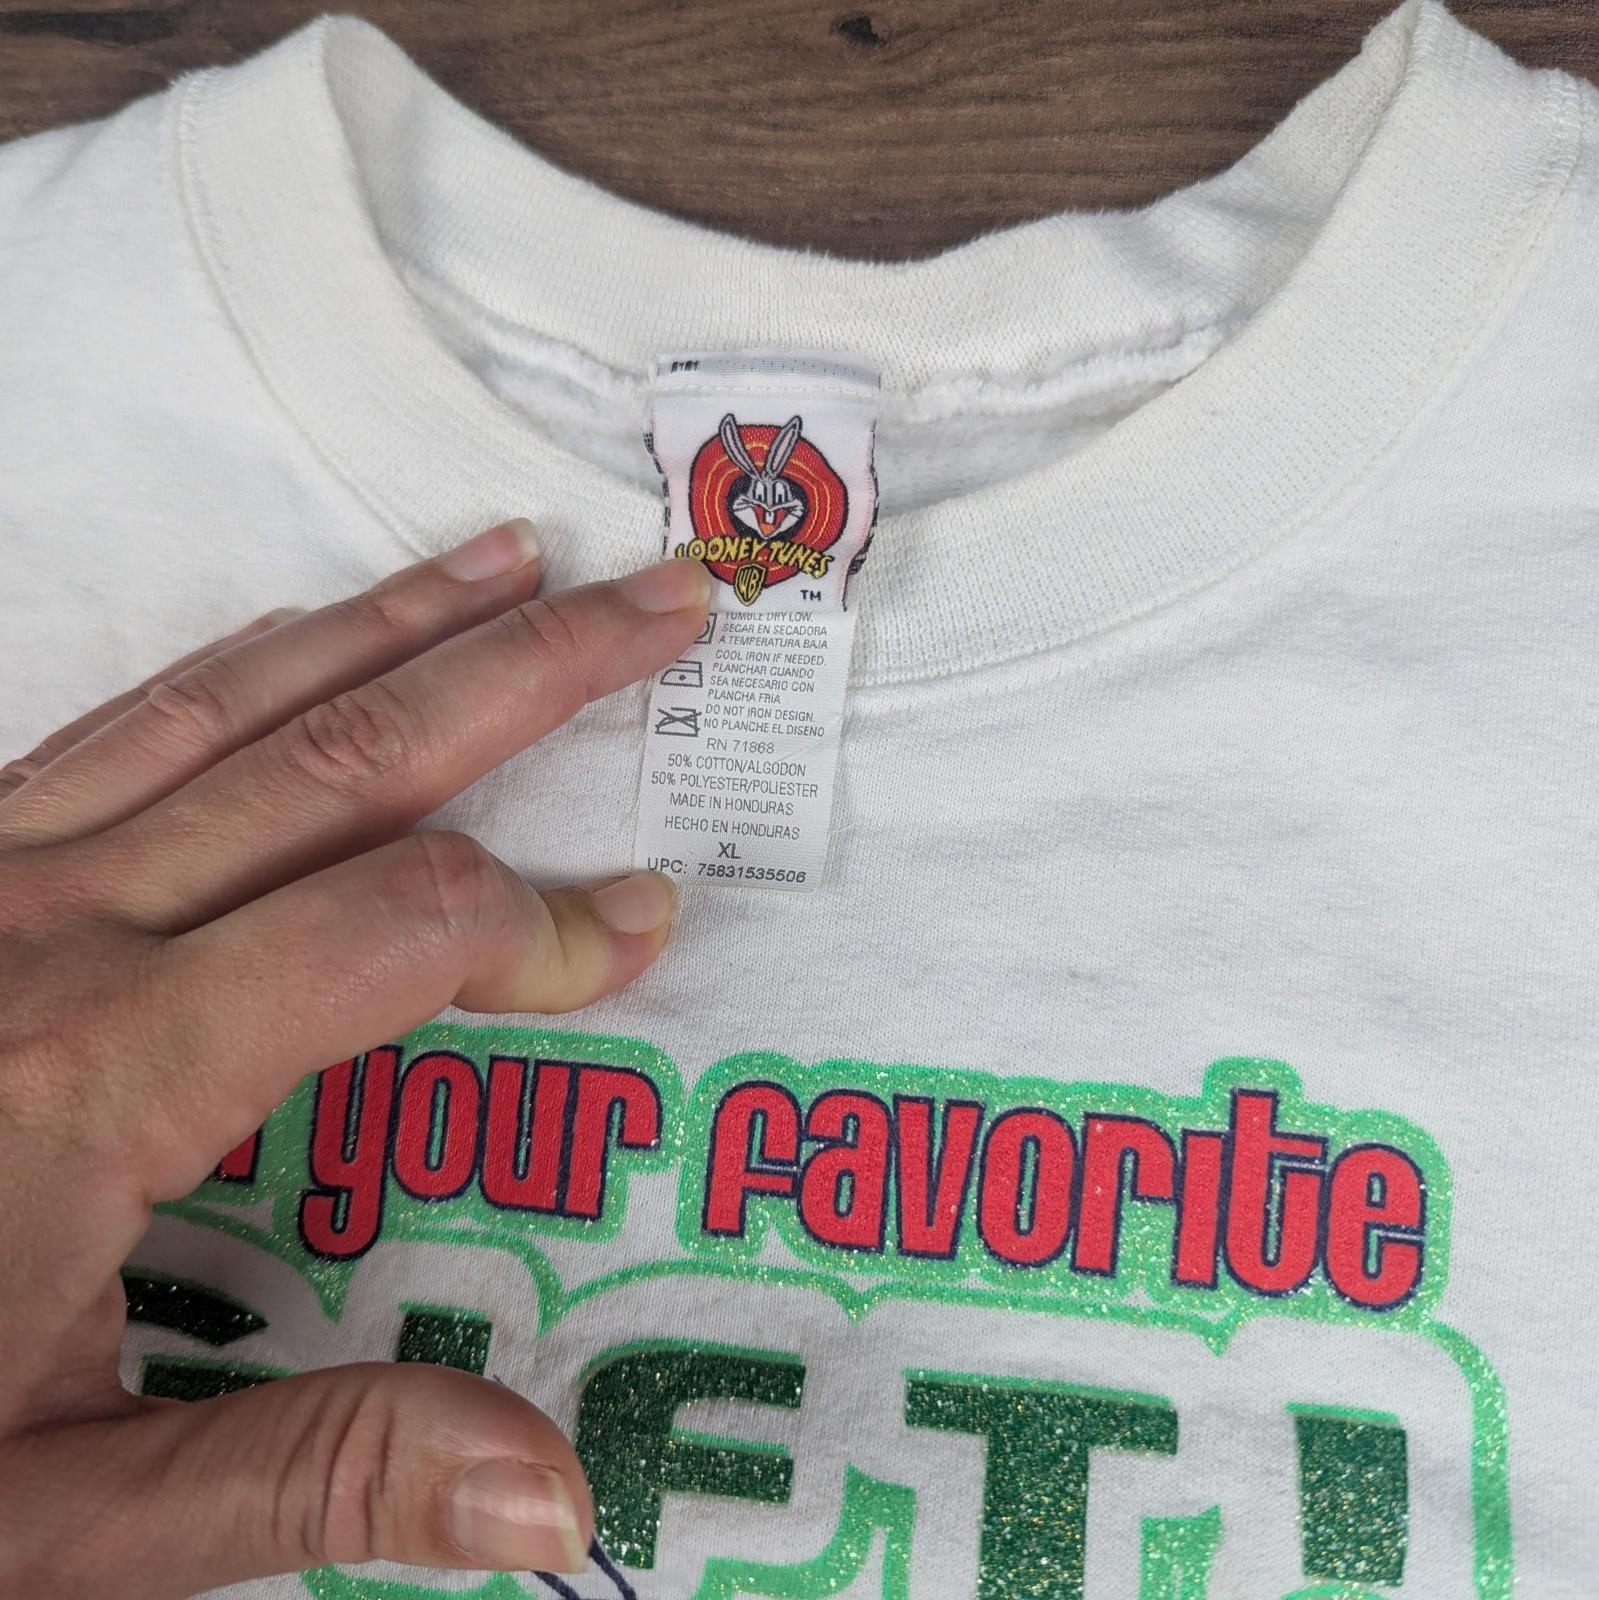 LOONEY TUNES
WB
TM
TUMBLE DRY LOW.
SECAR EN SECADORA
A TEMPERATURA BAJA
COOL IRON IF NEEDED.
PLANCHAR CUANDO
SEA NECESARIO CON
PLANCHA FRIA
DO NOT IRON DESIGN.
NO PLANCHE EL DISENO
RN 71868
50% COTTON/ALGODON
50% POLYESTER/POLIESTER
MADE IN HONDURAS
HECHO EN HONDURAS
XL
UPC: 75831535506
your favorite
GIFT!